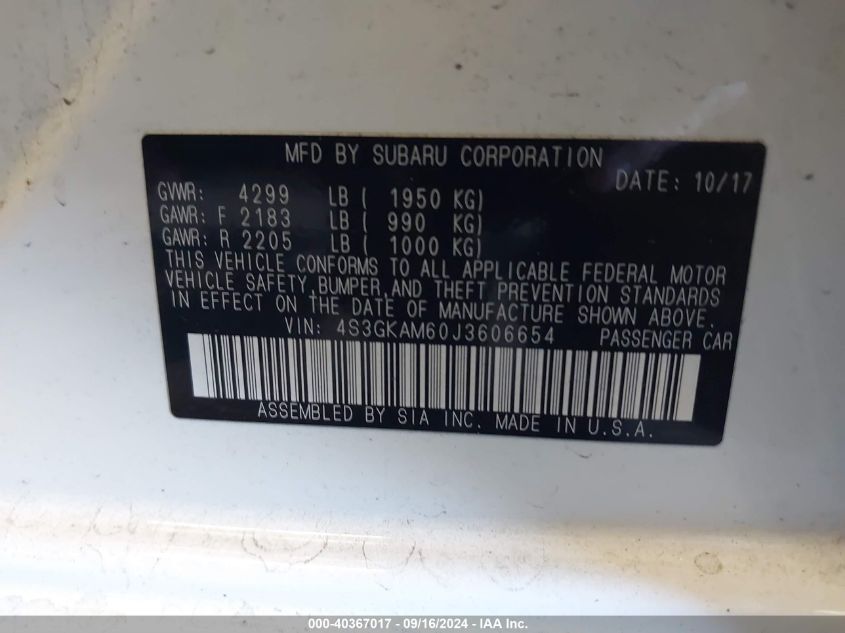 MFD BY SUBARU CORPORATION
DATE: 10/17
GVWR: 4299 LB ( 1950 KG)
GAWR: F 2183 LB ( 990 KG)
GAWR: R 2205 LB ( 1000 KG)
THIS VEHICLE CONFORMS TO ALL APPLICABLE FEDERAL MOTOR
VEHICLE SAFETY, BUMPER, AND THEFT PREVENTION STANDARDS
IN EFFECT ON THE DATE OF MANUFACTURE SHOWN ABOVE.
VIN: 4S3GKAM60J3606654 PASSENGER CAR
ASSEMBLED BY SIA INC. MADE IN U.S.A.
000-40367017 - 09/16/2024 - IAA Inc.